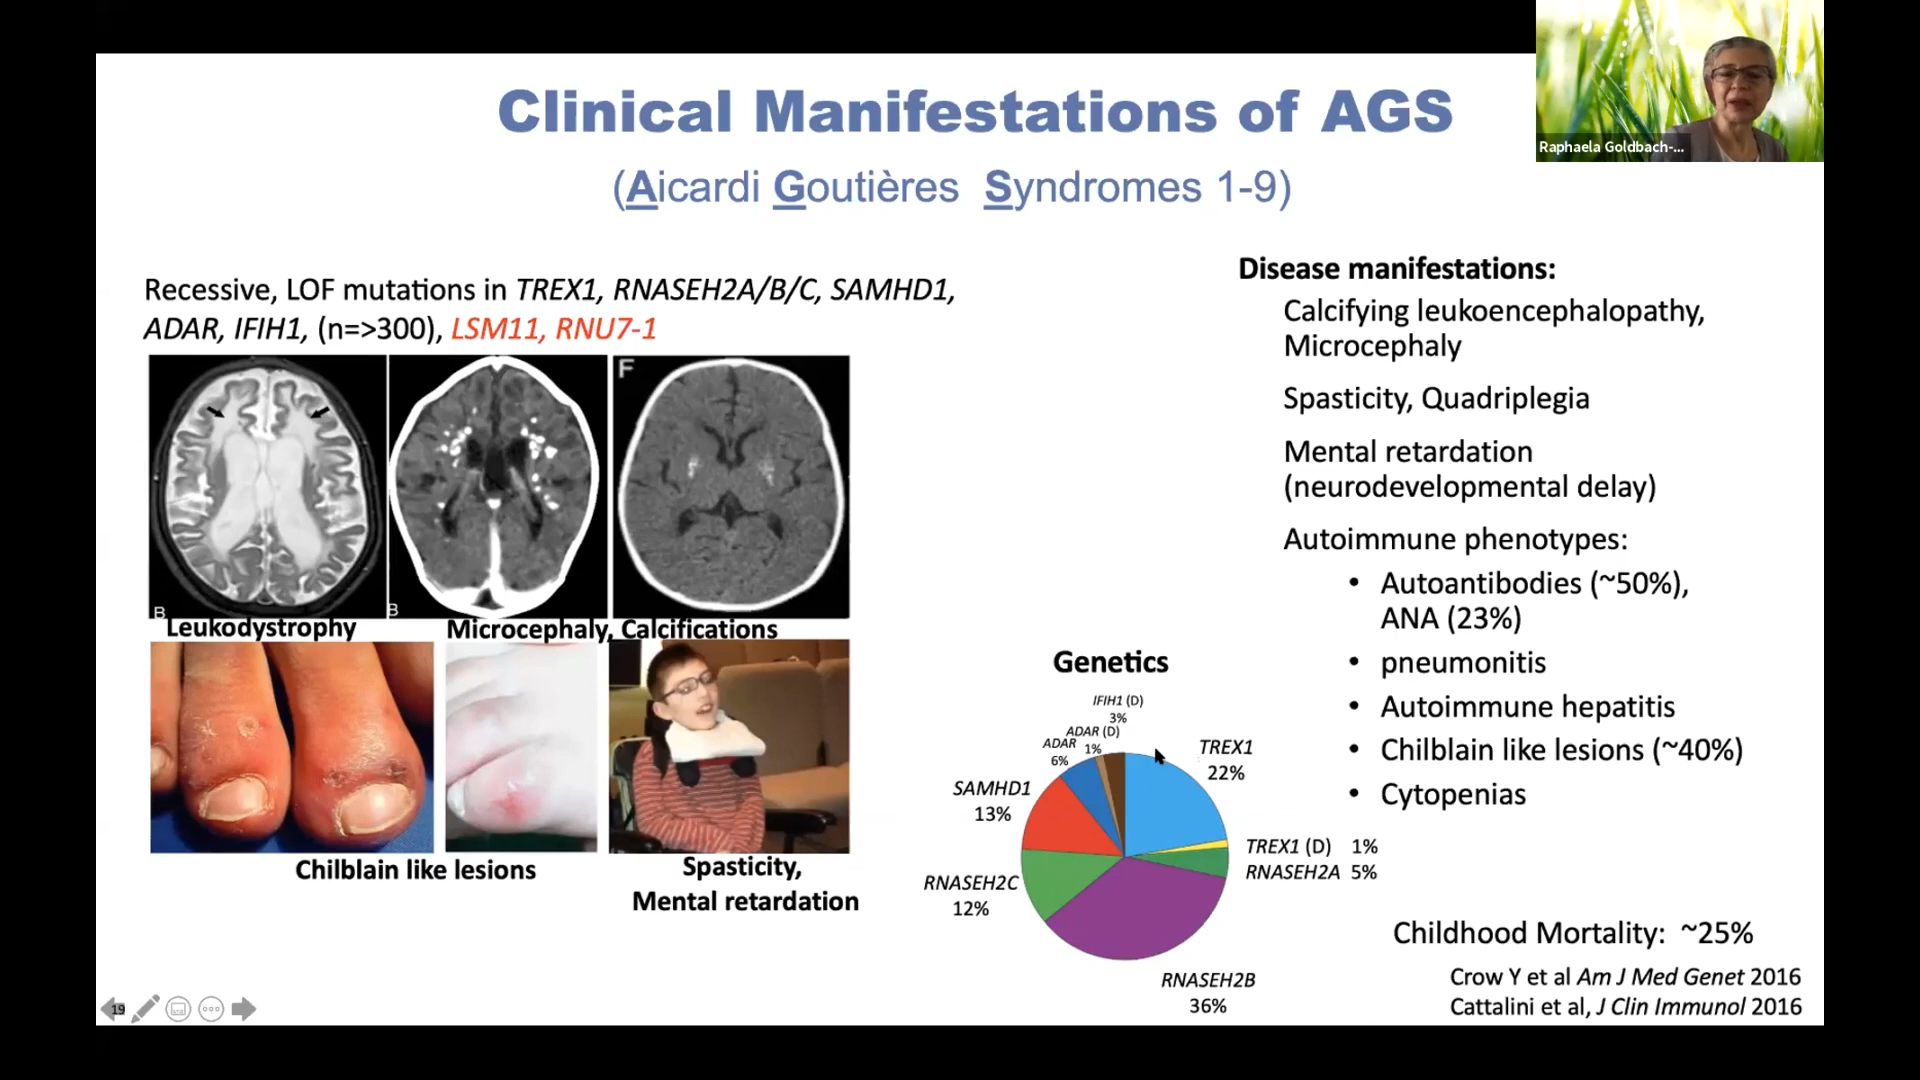 Clinical Manifestations of AGS
(Aicardi Goutières Syndromes 1-9)
Raphaela Goldbach-...
Recessive, LOF mutations in TREX1, RNASEH2A/B/C, SAMHD1,
ADAR, IFIH1, (n=>300), LSM11, RNU7-1
B
B
F
Leukodystrophy
Microcephaly, Calcifications
Chilblain like lesions
Spasticity,
Mental retardation
Genetics
IFIH1 (D)
3%
ADAR (D)
1%
ADAR
6%
SAMHD1
13%
RNASEH2C
12%
TREX1
22%
TREX1 (D) 1%
RNASEH2A 5%
RNASEH2B
36%
Disease manifestations:
Calcifying leukoencephalopathy,
Microcephaly
Spasticity, Quadriplegia
Mental retardation
(neurodevelopmental delay)
Autoimmune phenotypes:
• Autoantibodies (~50%),
ANA (23%)
• pneumonitis
• Autoimmune hepatitis
• Chilblain like lesions (~40%)
• Cytopenias
Childhood Mortality: ~25%
Crow Y et al Am J Med Genet 2016
Cattalini et al, J Clin Immunol 2016
19